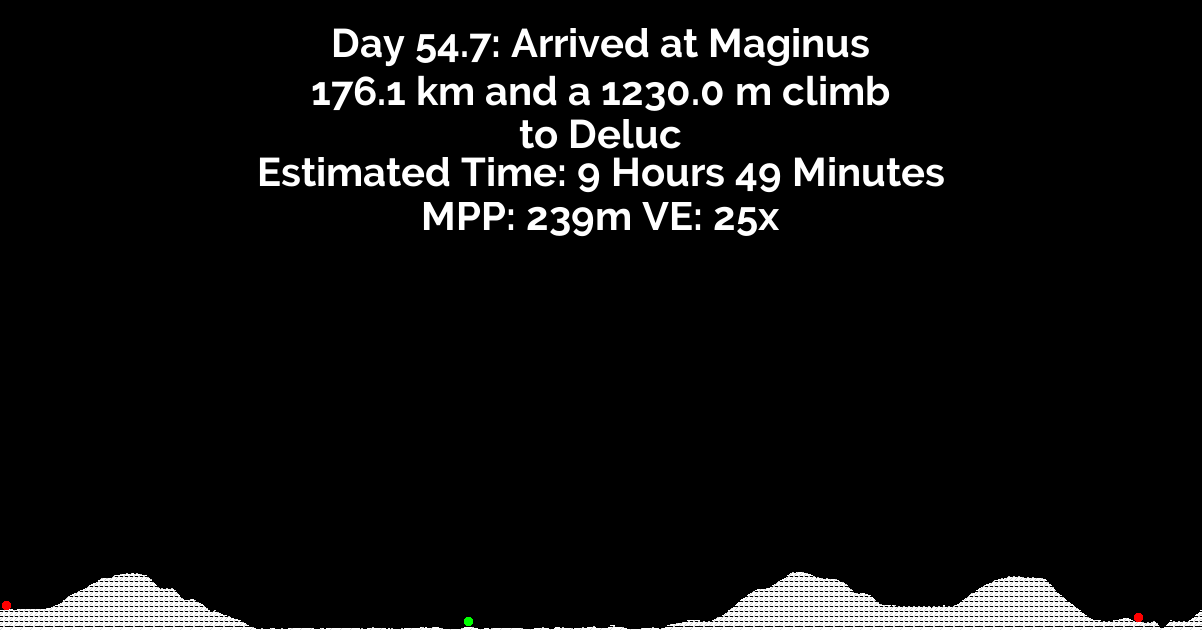 Day 54.7: Arrived at Maginus
176.1 km and a 1230.0 m climb
to Deluc
Estimated Time: 9 Hours 49 Minutes
MPP: 239m VE: 25x